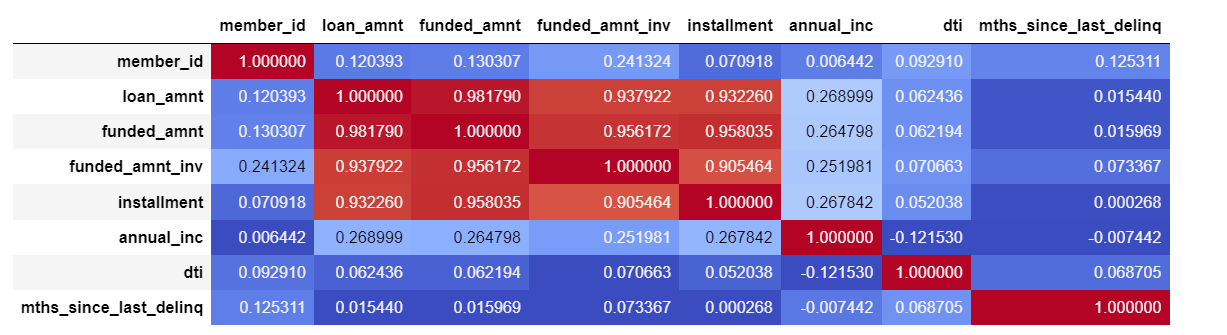 member_id loan_amnt funded_amnt funded_amnt_inv installment annual_inc dti mths_since_last_delinq
member_id 1.000000 0.120393 0.130307 0.241324 0.070918 0.006442 0.092910 0.125311
loan_amnt 0.120393 1.000000 0.981790 0.937922 0.932260 0.268999 0.062436 0.015440
funded_amnt 0.130307 0.981790 1.000000 0.956172 0.958035 0.264798 0.062194 0.015969
funded_amnt_inv 0.241324 0.937922 0.956172 1.000000 0.905464 0.251981 0.070663 0.073367
installment 0.070918 0.932260 0.958035 0.905464 1.000000 0.267842 0.052038 0.000268
annual_inc 0.006442 0.268999 0.264798 0.251981 0.267842 1.000000 -0.121530 -0.007442
dti 0.092910 0.062436 0.062194 0.070663 0.052038 -0.121530 1.000000 0.068705
mths_since_last_delinq 0.125311 0.015440 0.015969 0.073367 0.000268 -0.007442 0.068705 1.000000